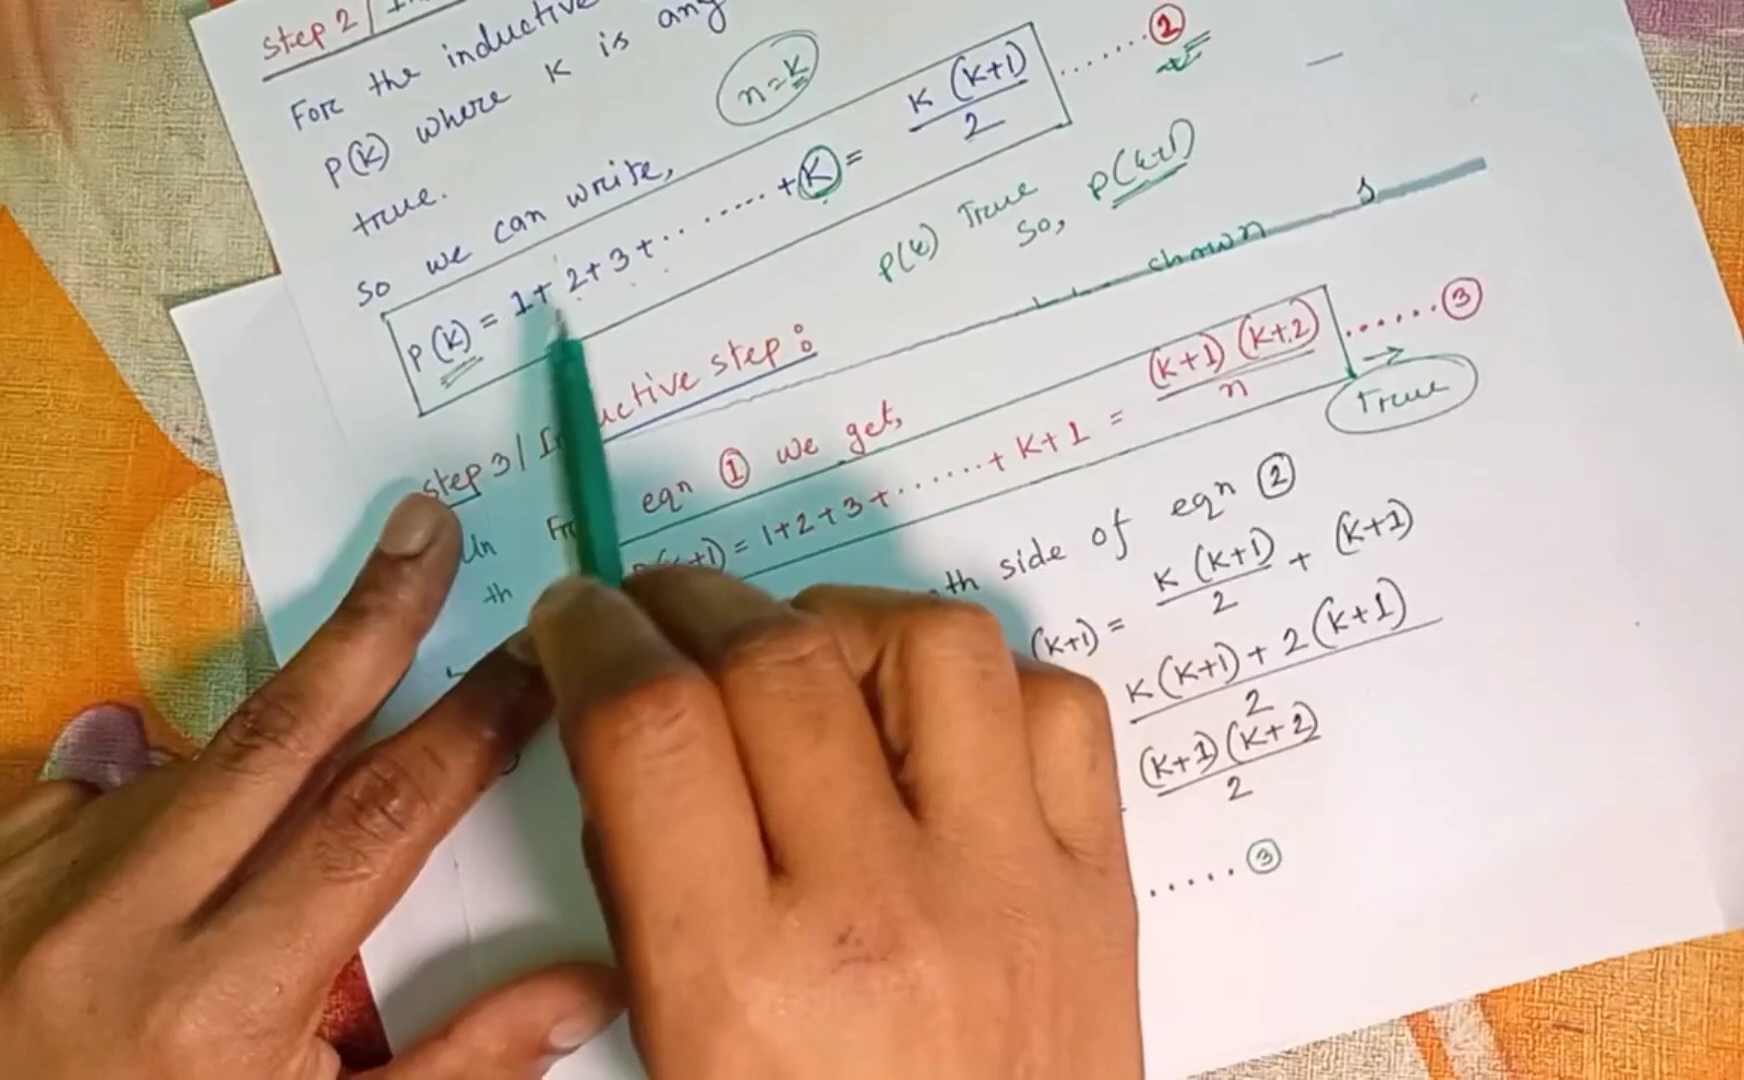 Step 2 /
For the inductive
P(K) where K is any
true.
n=k
So we can write,
P(K) = 1+2+3+.. ..... +K = K(K+1)/2 ....... ②
P(k) True
So, P(k+1)
shown
Step 3/ Inductive step:
eqn ① we get,
(K+1) = 1+2+3+.......+K+1 = (K+1)(K+2)/n ...... ③
True
side of eqn ②
(K+1) = K(K+1)/2 + (K+1)
K(K+1)+2(K+1)/2
(K+1)(K+2)/2
..... ③